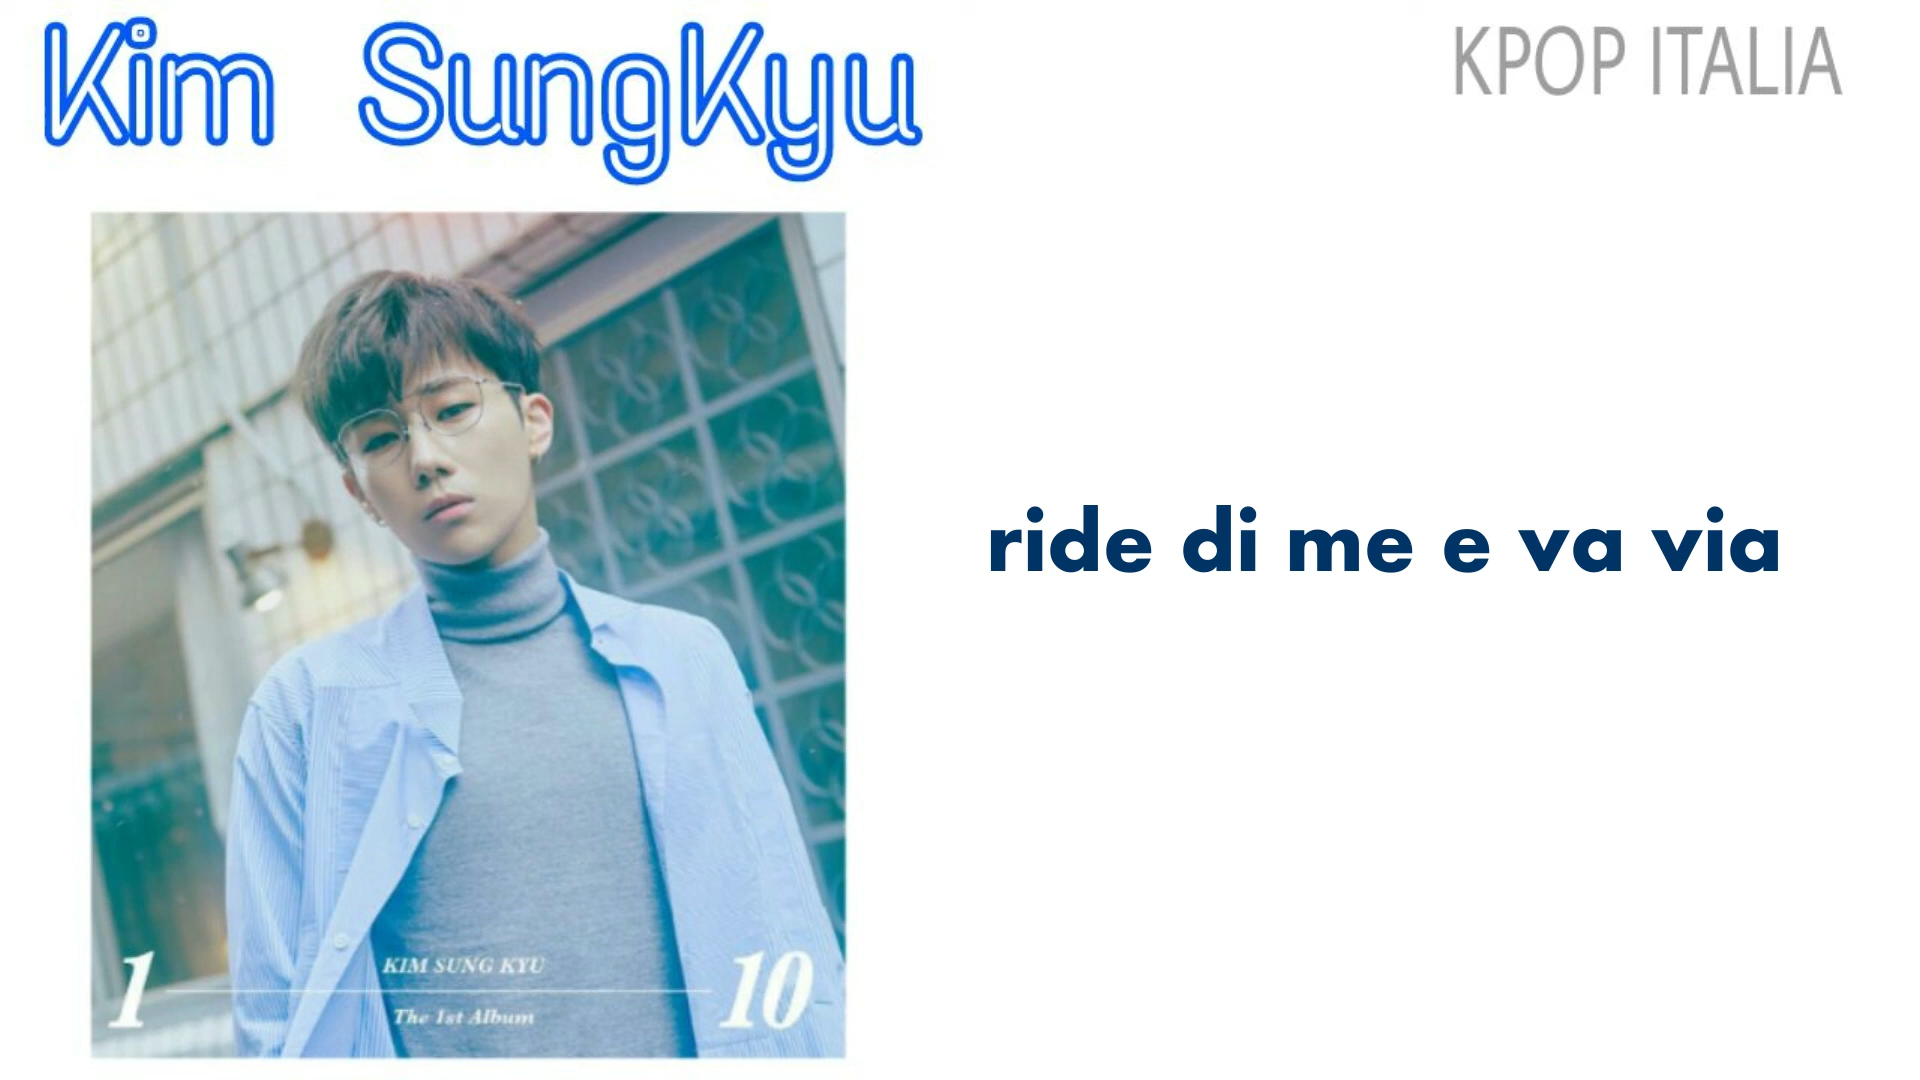 Kim SungKyu
KPOP ITALIA
ride di me e va via
1
KIM SUNG KYU
The 1st Album
10